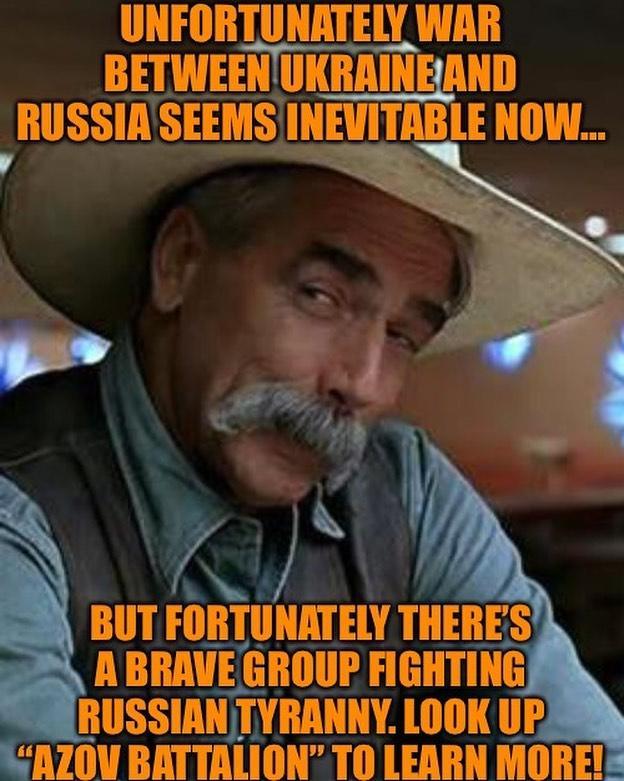 UNFORTUNATELY WAR
BETWEEN UKRAINE AND
RUSSIA SEEMS INEVITABLE NOW...
BUT FORTUNATELY THERE'S
A BRAVE GROUP FIGHTING
RUSSIAN TYRANNY. LOOK UP
“AZOV BATTALION” TO LEARN MORE!